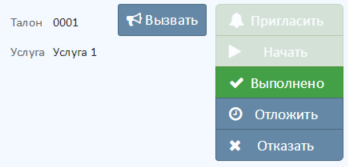 Талон 0001
Услуга Услуга 1
Вызвать
Пригласить
Начать
Выполнено
Отложить
Отказать